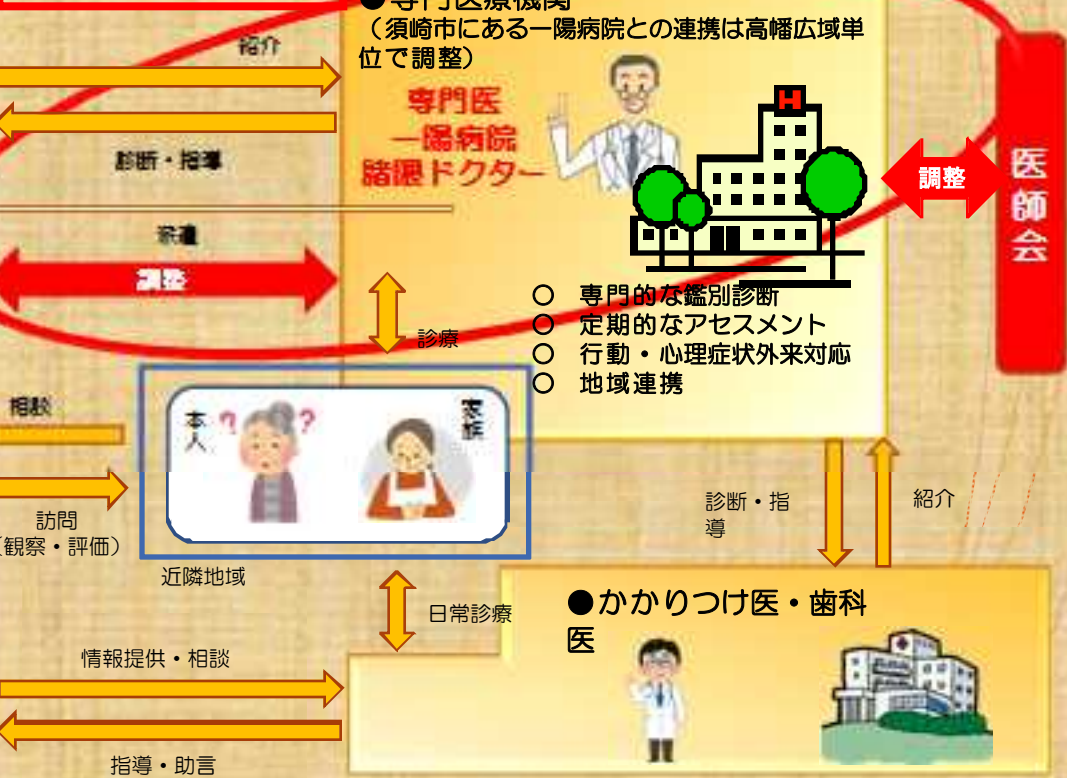 ●専門医療機関
（須崎市にある一陽病院との連携は高幡広域単
位で調整）
紹介
専門医
一陽病院
ドクター
診断・指導
調整
医師会
派遣
調整
診療
○　専門的な鑑別診断
○　定期的なアセスメント
○　行動・心理症状外来対応
○　地域連携
相談
本人
？　？
家族
訪問
（観察・評価）
近隣地域
診断・指
導
紹介
日常診療
●かかりつけ医・歯科
医
情報提供・相談
指導・助言
H